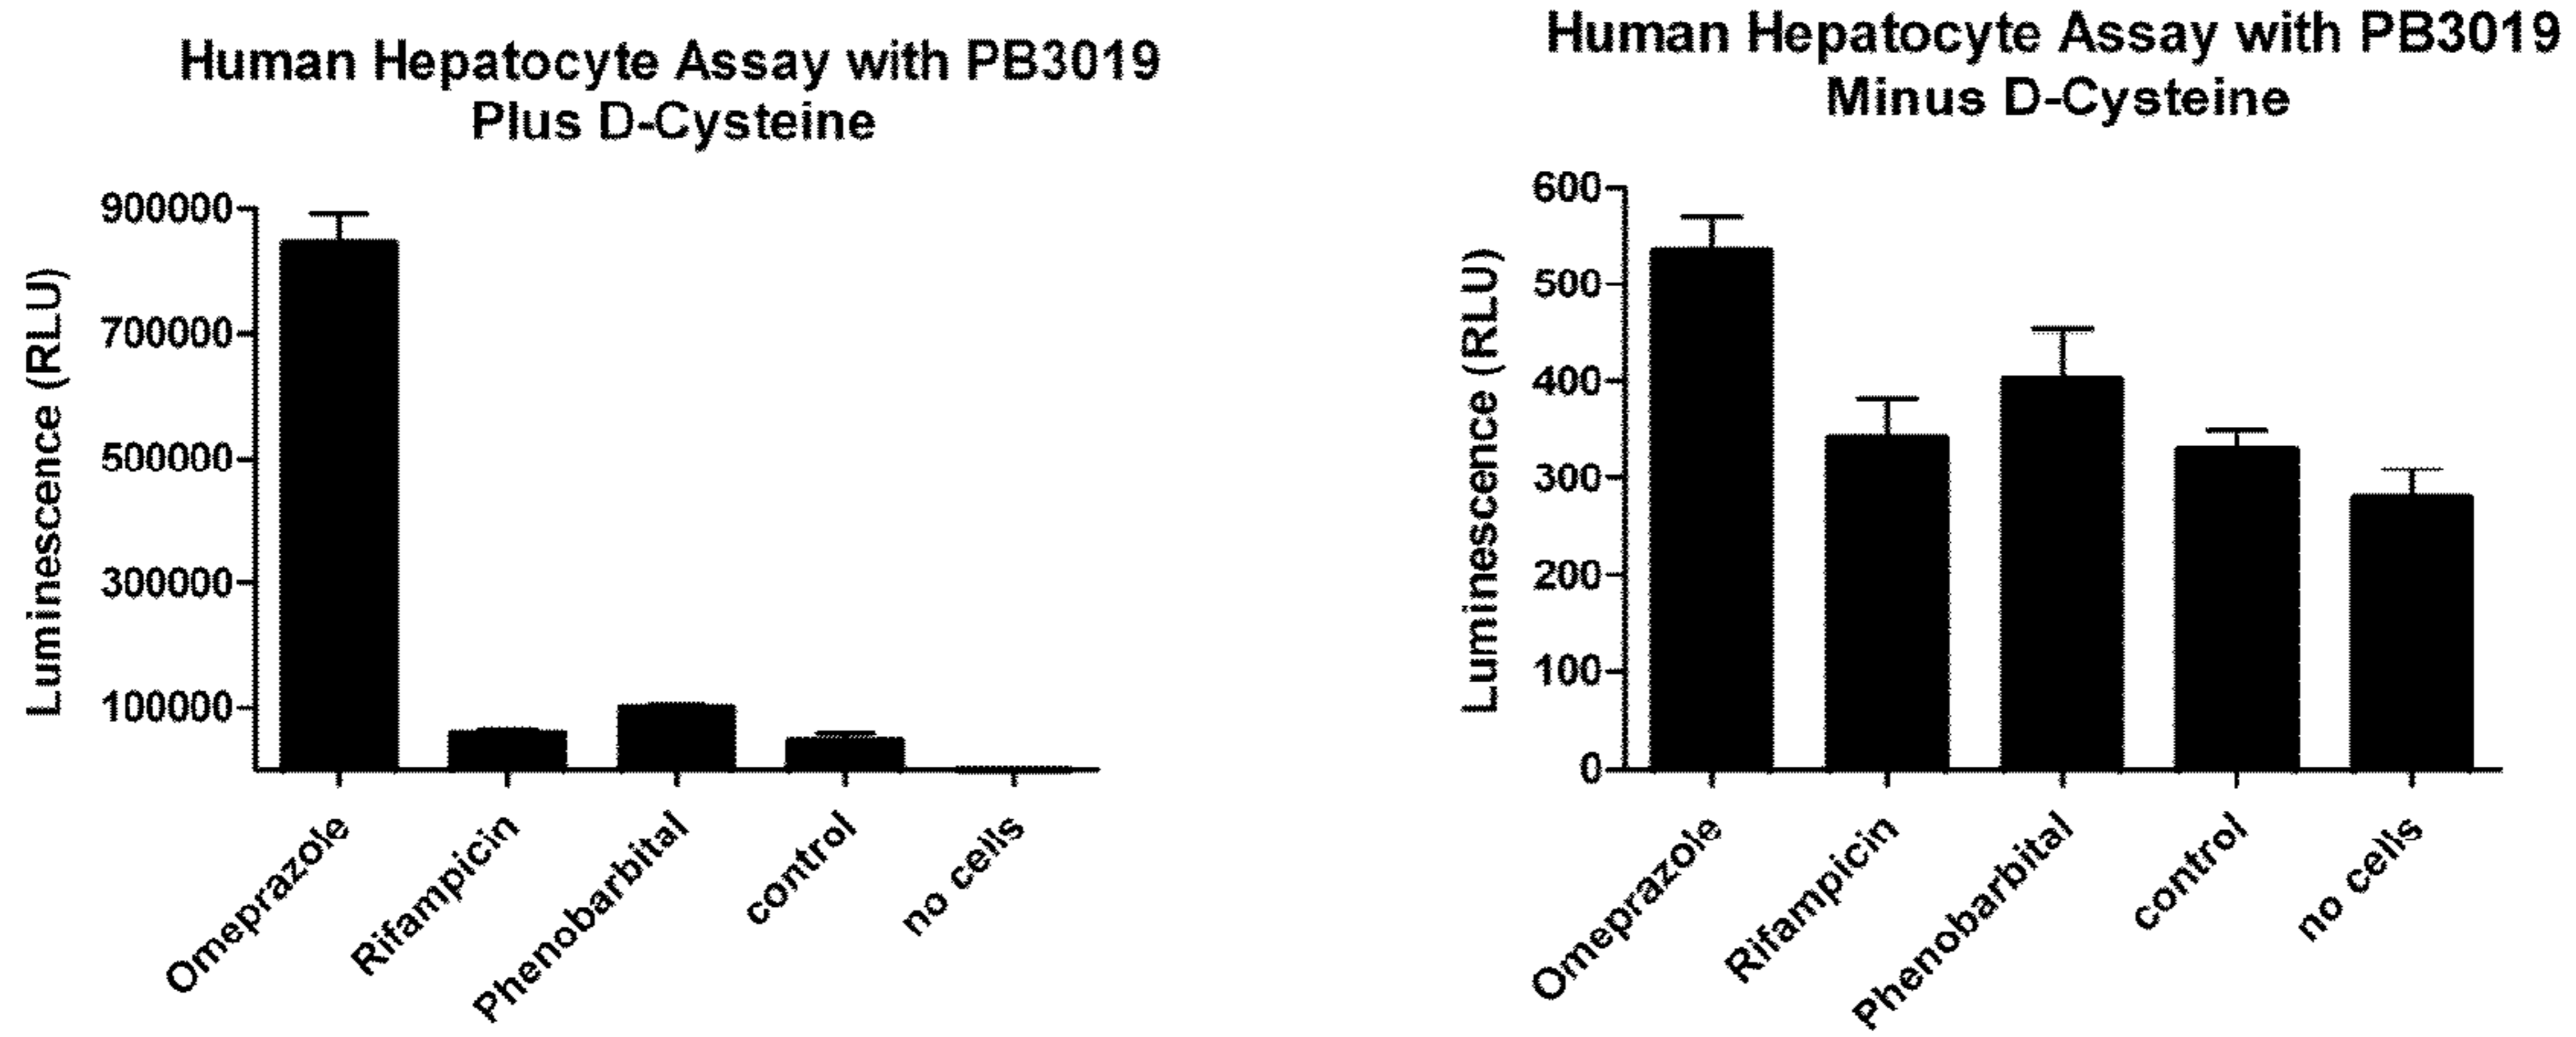 Human Hepatocyte Assay with PB3019
Plus D-Cysteine
900000
700000
500000
300000
100000
Luminescence (RLU)
Omeprazole
Rifampicin
Phenobarbital
control
no cells
Human Hepatocyte Assay with PB3019
Minus D-Cysteine
600
500
400
300
200
100
0
Luminescence (RLU)
Omeprazole
Rifampicin
Phenobarbital
control
no cells